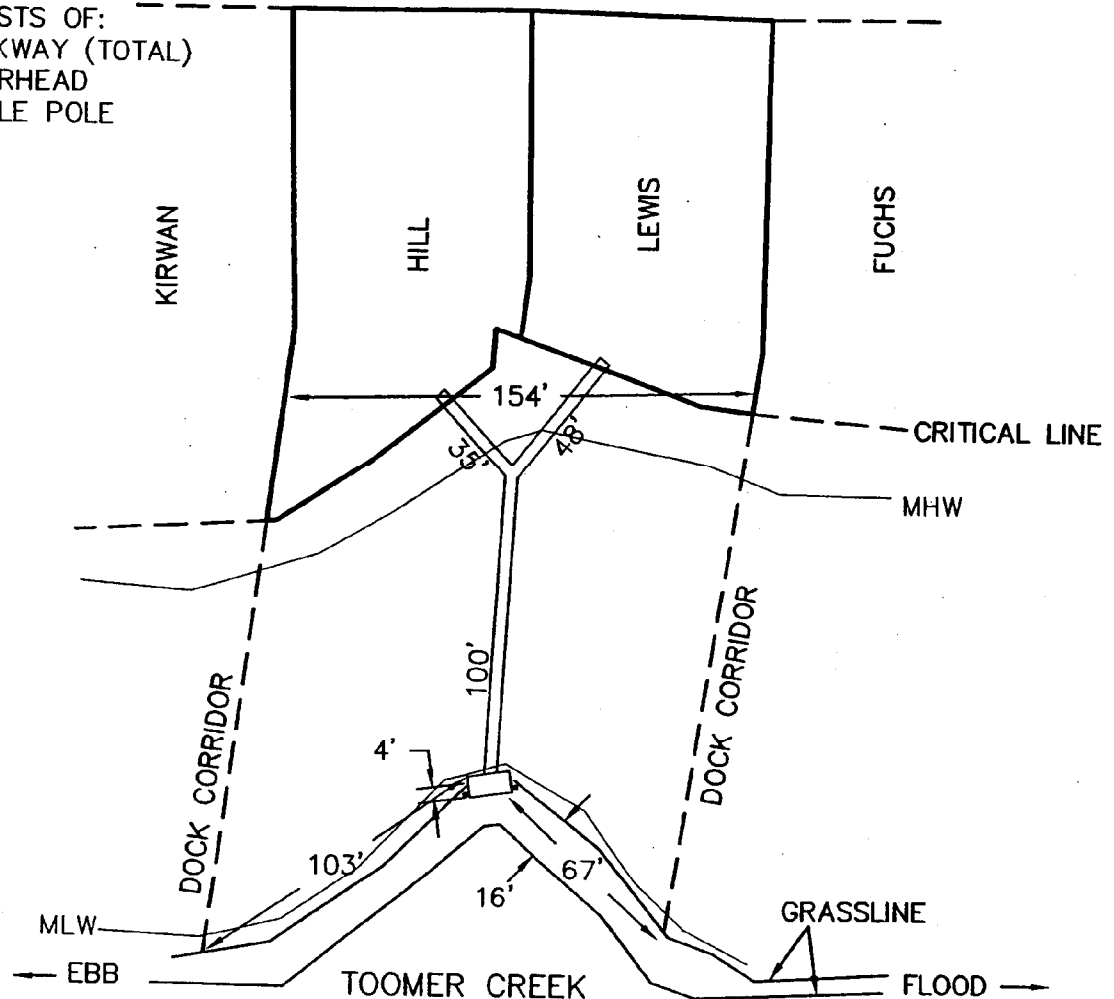 STS OF:
KWAY (TOTAL)
RHEAD
LE POLE
KIRWAN
HILL
LEWIS
FUCHS
154'
35'
48'
CRITICAL LINE
MHW
100'
4'
DOCK CORRIDOR
DOCK CORRIDOR
103'
67'
16'
MLW
GRASSLINE
EBB
TOOMER CREEK
FLOOD